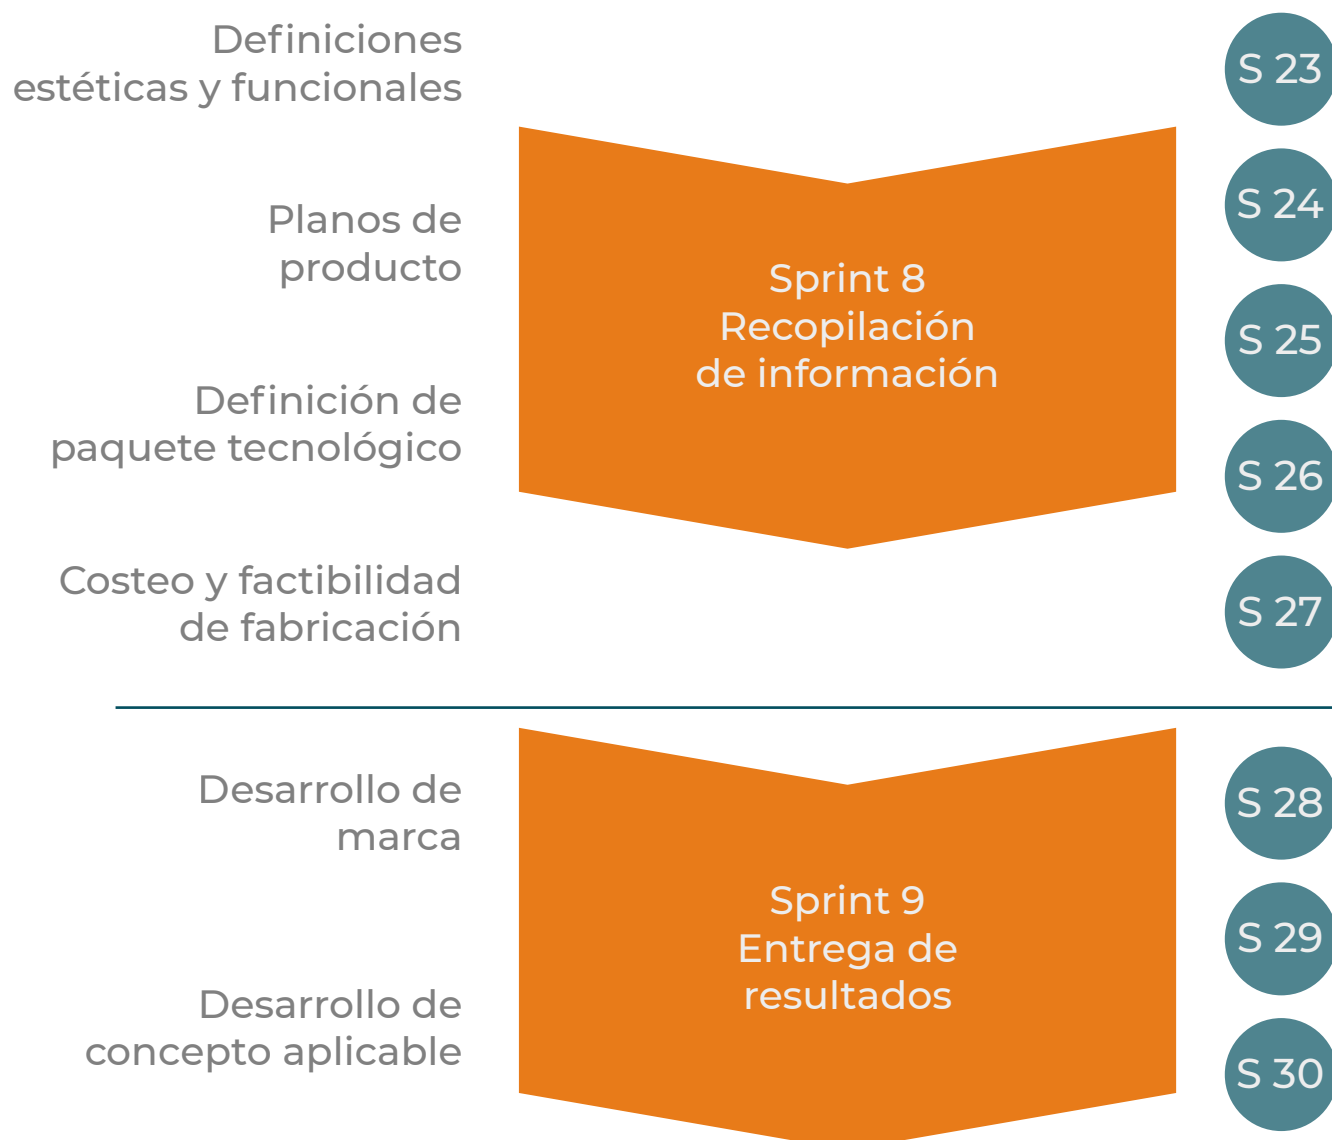 Definiciones
estéticas y funcionales
Planos de
producto
Definición de
paquete tecnológico
Costeo y factibilidad
de fabricación
Sprint 8
Recopilación
de información
S 23
S 24
S 25
S 26
S 27
Desarrollo de
marca
Desarrollo de
concepto aplicable
Sprint 9
Entrega de
resultados
S 28
S 29
S 30